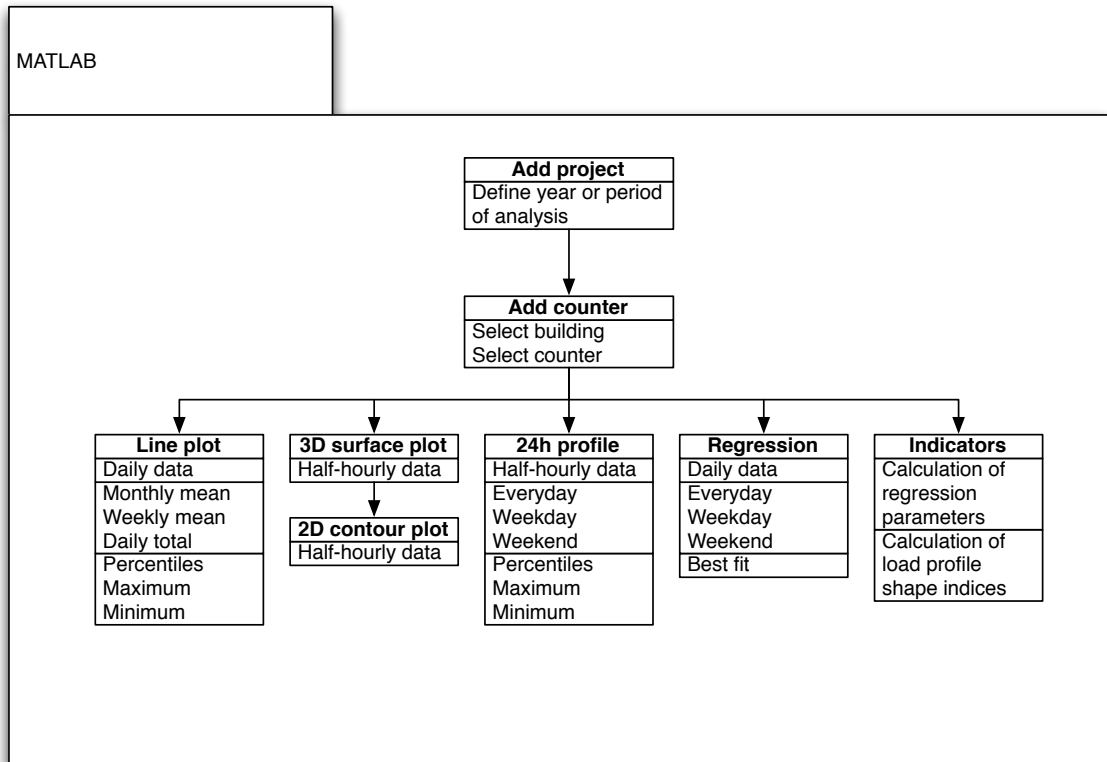 MATLAB
Add project
Define year or period
of analysis
Add counter
Select building
Select counter
Line plot
Daily data
Monthly mean
Weekly mean
Daily total
Percentiles
Maximum
Minimum
3D surface plot
Half-hourly data
2D contour plot
Half-hourly data
24h profile
Half-hourly data
Everyday
Weekday
Weekend
Percentiles
Maximum
Minimum
Regression
Daily data
Everyday
Weekday
Weekend
Best fit
Indicators
Calculation of
regression
parameters
Calculation of
load profile
shape indices